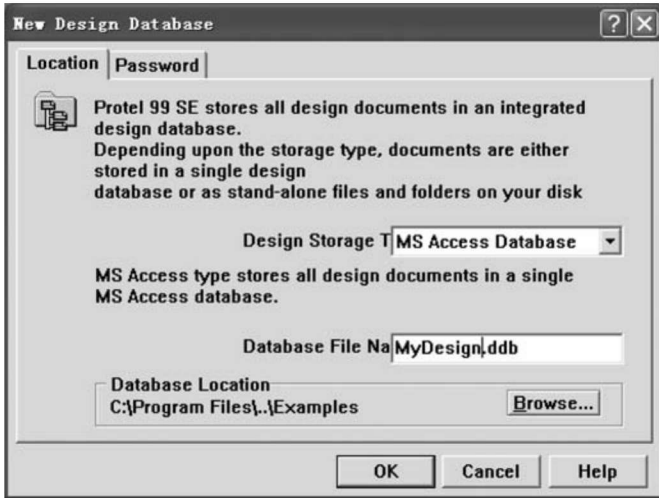 New Design Database
Location Password
Protel 99 SE stores all design documents in an integrated
design database.
Depending upon the storage type, documents are either
stored in a single design
database or as stand-alone files and folders on your disk
Design Storage T MS Access Database
MS Access type stores all design documents in a single
MS Access database.
Database File Na MyDesign.ddb
Database Location
C:\Program Files\..\Examples Browse...
OK Cancel Help